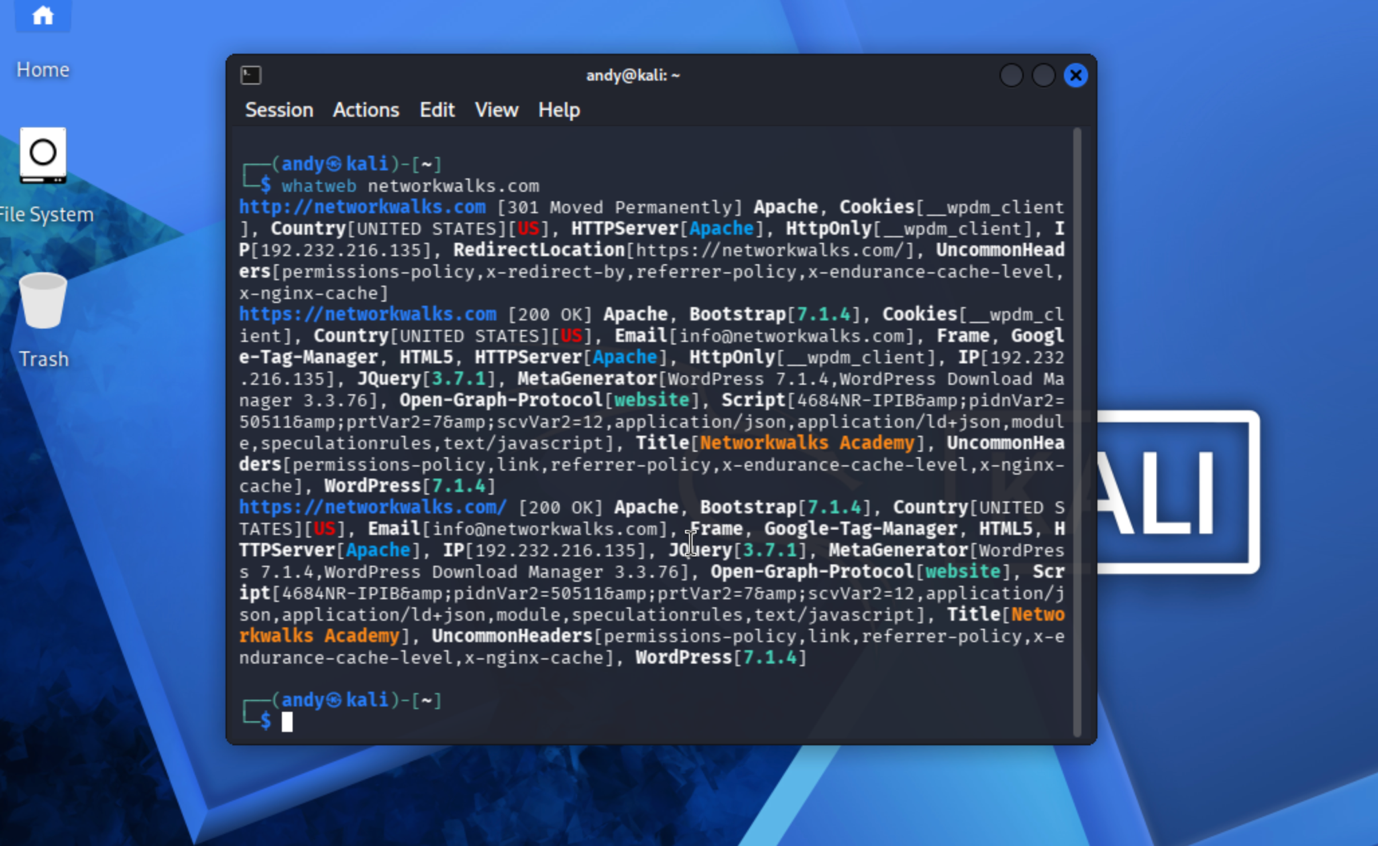 Home
File System
Trash
andy@kali: ~
Session Actions Edit View Help
┌──(andy㉿kali)-[~]
└─$ whatweb networkwalks.com
http://networkwalks.com [301 Moved Permanently] Apache, Cookies[__wpdm_client
], Country[UNITED STATES][US], HTTPServer[Apache], HttpOnly[__wpdm_client], I
P[192.232.216.135], RedirectLocation[https://networkwalks.com/], UncommonHead
ers[permissions-policy,x-redirect-by,referrer-policy,x-endurance-cache-level,
x-nginx-cache]
https://networkwalks.com [200 OK] Apache, Bootstrap[7.1.4], Cookies[__wpdm_cl
ient], Country[UNITED STATES][US], Email[info@networkwalks.com], Frame, Googl
e-Tag-Manager, HTML5, HTTPServer[Apache], HttpOnly[__wpdm_client], IP[192.232
.216.135], JQuery[3.7.1], MetaGenerator[WordPress 7.1.4,WordPress Download Ma
nager 3.3.76], Open-Graph-Protocol[website], Script[4684NR-IPIB&amp;pidnVar2=
50511&amp;prtVar2=7&amp;scvVar2=12,application/json,application/ld+json,modul
e,speculationrules,text/javascript], Title[Networkwalks Academy], UncommonHea
ders[permissions-policy,link,referrer-policy,x-endurance-cache-level,x-nginx-
cache], WordPress[7.1.4]
https://networkwalks.com/ [200 OK] Apache, Bootstrap[7.1.4], Country[UNITED S
TATES][US], Email[info@networkwalks.com], Frame, Google-Tag-Manager, HTML5, H
TTPServer[Apache], IP[192.232.216.135], JQuery[3.7.1], MetaGenerator[WordPres
s 7.1.4,WordPress Download Manager 3.3.76], Open-Graph-Protocol[website], Scr
ipt[4684NR-IPIB&amp;pidnVar2=50511&amp;prtVar2=7&amp;scvVar2=12,application/j
son,application/ld+json,module,speculationrules,text/javascript], Title[Netwo
rkwalks Academy], UncommonHeaders[permissions-policy,link,referrer-policy,x-e
ndurance-cache-level,x-nginx-cache], WordPress[7.1.4]
┌──(andy㉿kali)-[~]
└─$
KALI